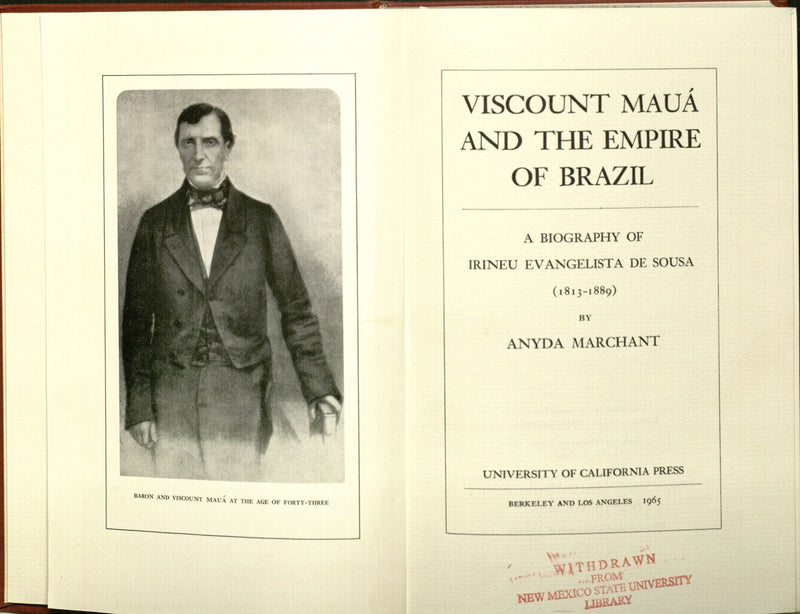 BARON AND VISCOUNT MAUÁ AT THE AGE OF FORTY-THREE
VISCOUNT MAUÁ
AND THE EMPIRE
OF BRAZIL
A BIOGRAPHY OF
IRINEU EVANGELISTA DE SOUSA
(1813-1889)
BY
ANYDA MARCHANT
UNIVERSITY OF CALIFORNIA PRESS
BERKELEY AND LOS ANGELES 1965
WITHDRAWN
FROM
NEW MEXICO STATE UNIVERSITY
LIBRARY